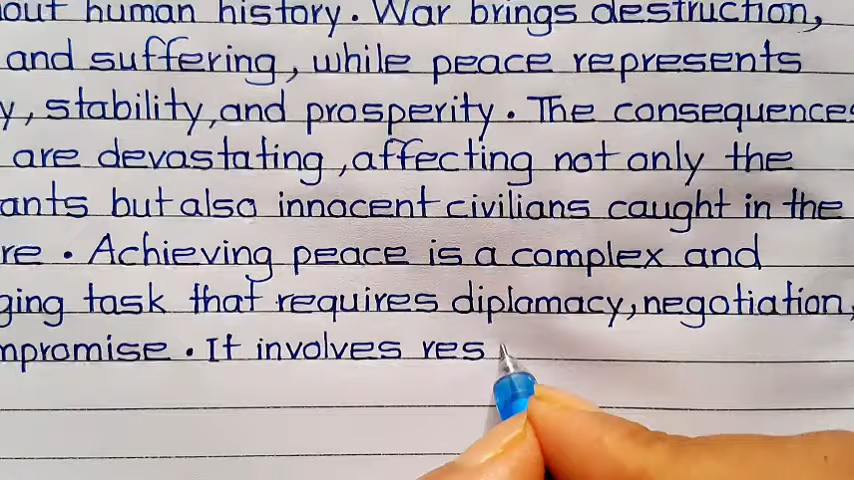 out human history. War brings destruction,
and suffering, while peace represents
y, stability, and prosperity. The consequences
are devastating, affecting not only the
ants but also innocent civilians caught in the
re. Achieving peace is a complex and
ging task that requires diplomacy, negotiation,
mpromise. It involves res